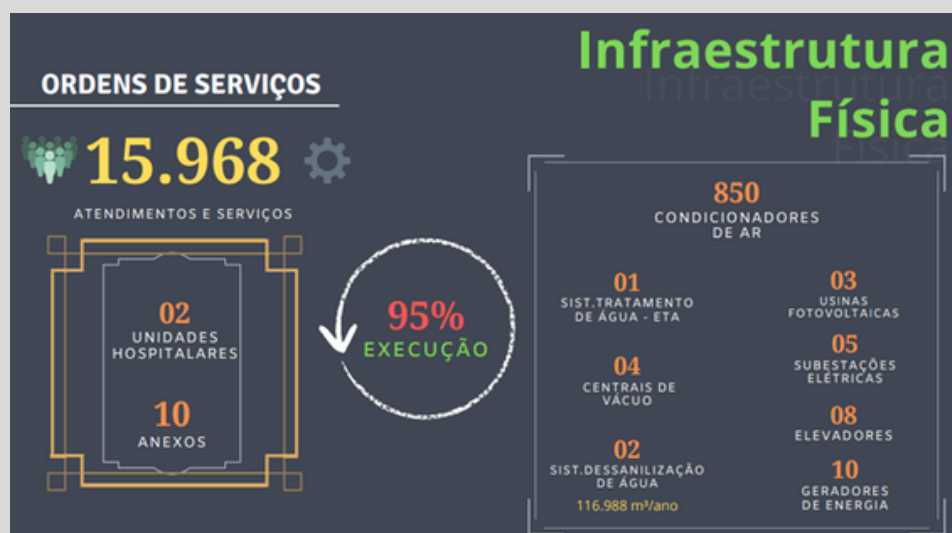 Infraestrutura
Física
ORDENS DE SERVIÇOS
15.968
ATENDIMENTOS E SERVIÇOS
02
UNIDADES
HOSPITALARES
10
ANEXOS
95%
EXECUÇÃO
850
CONDICIONADORES
DE AR
01
SIST.TRATAMENTO
DE ÁGUA - ETA
04
CENTRAIS DE
VÁCUO
02
SIST.DESSANILIZAÇÃO
DE ÁGUA
116.988 m³/ano
03
USINAS
FOTOVOLTAICAS
05
SUBESTAÇÕES
ELÉTRICAS
08
ELEVADORES
10
GERADORES
DE ENERGIA